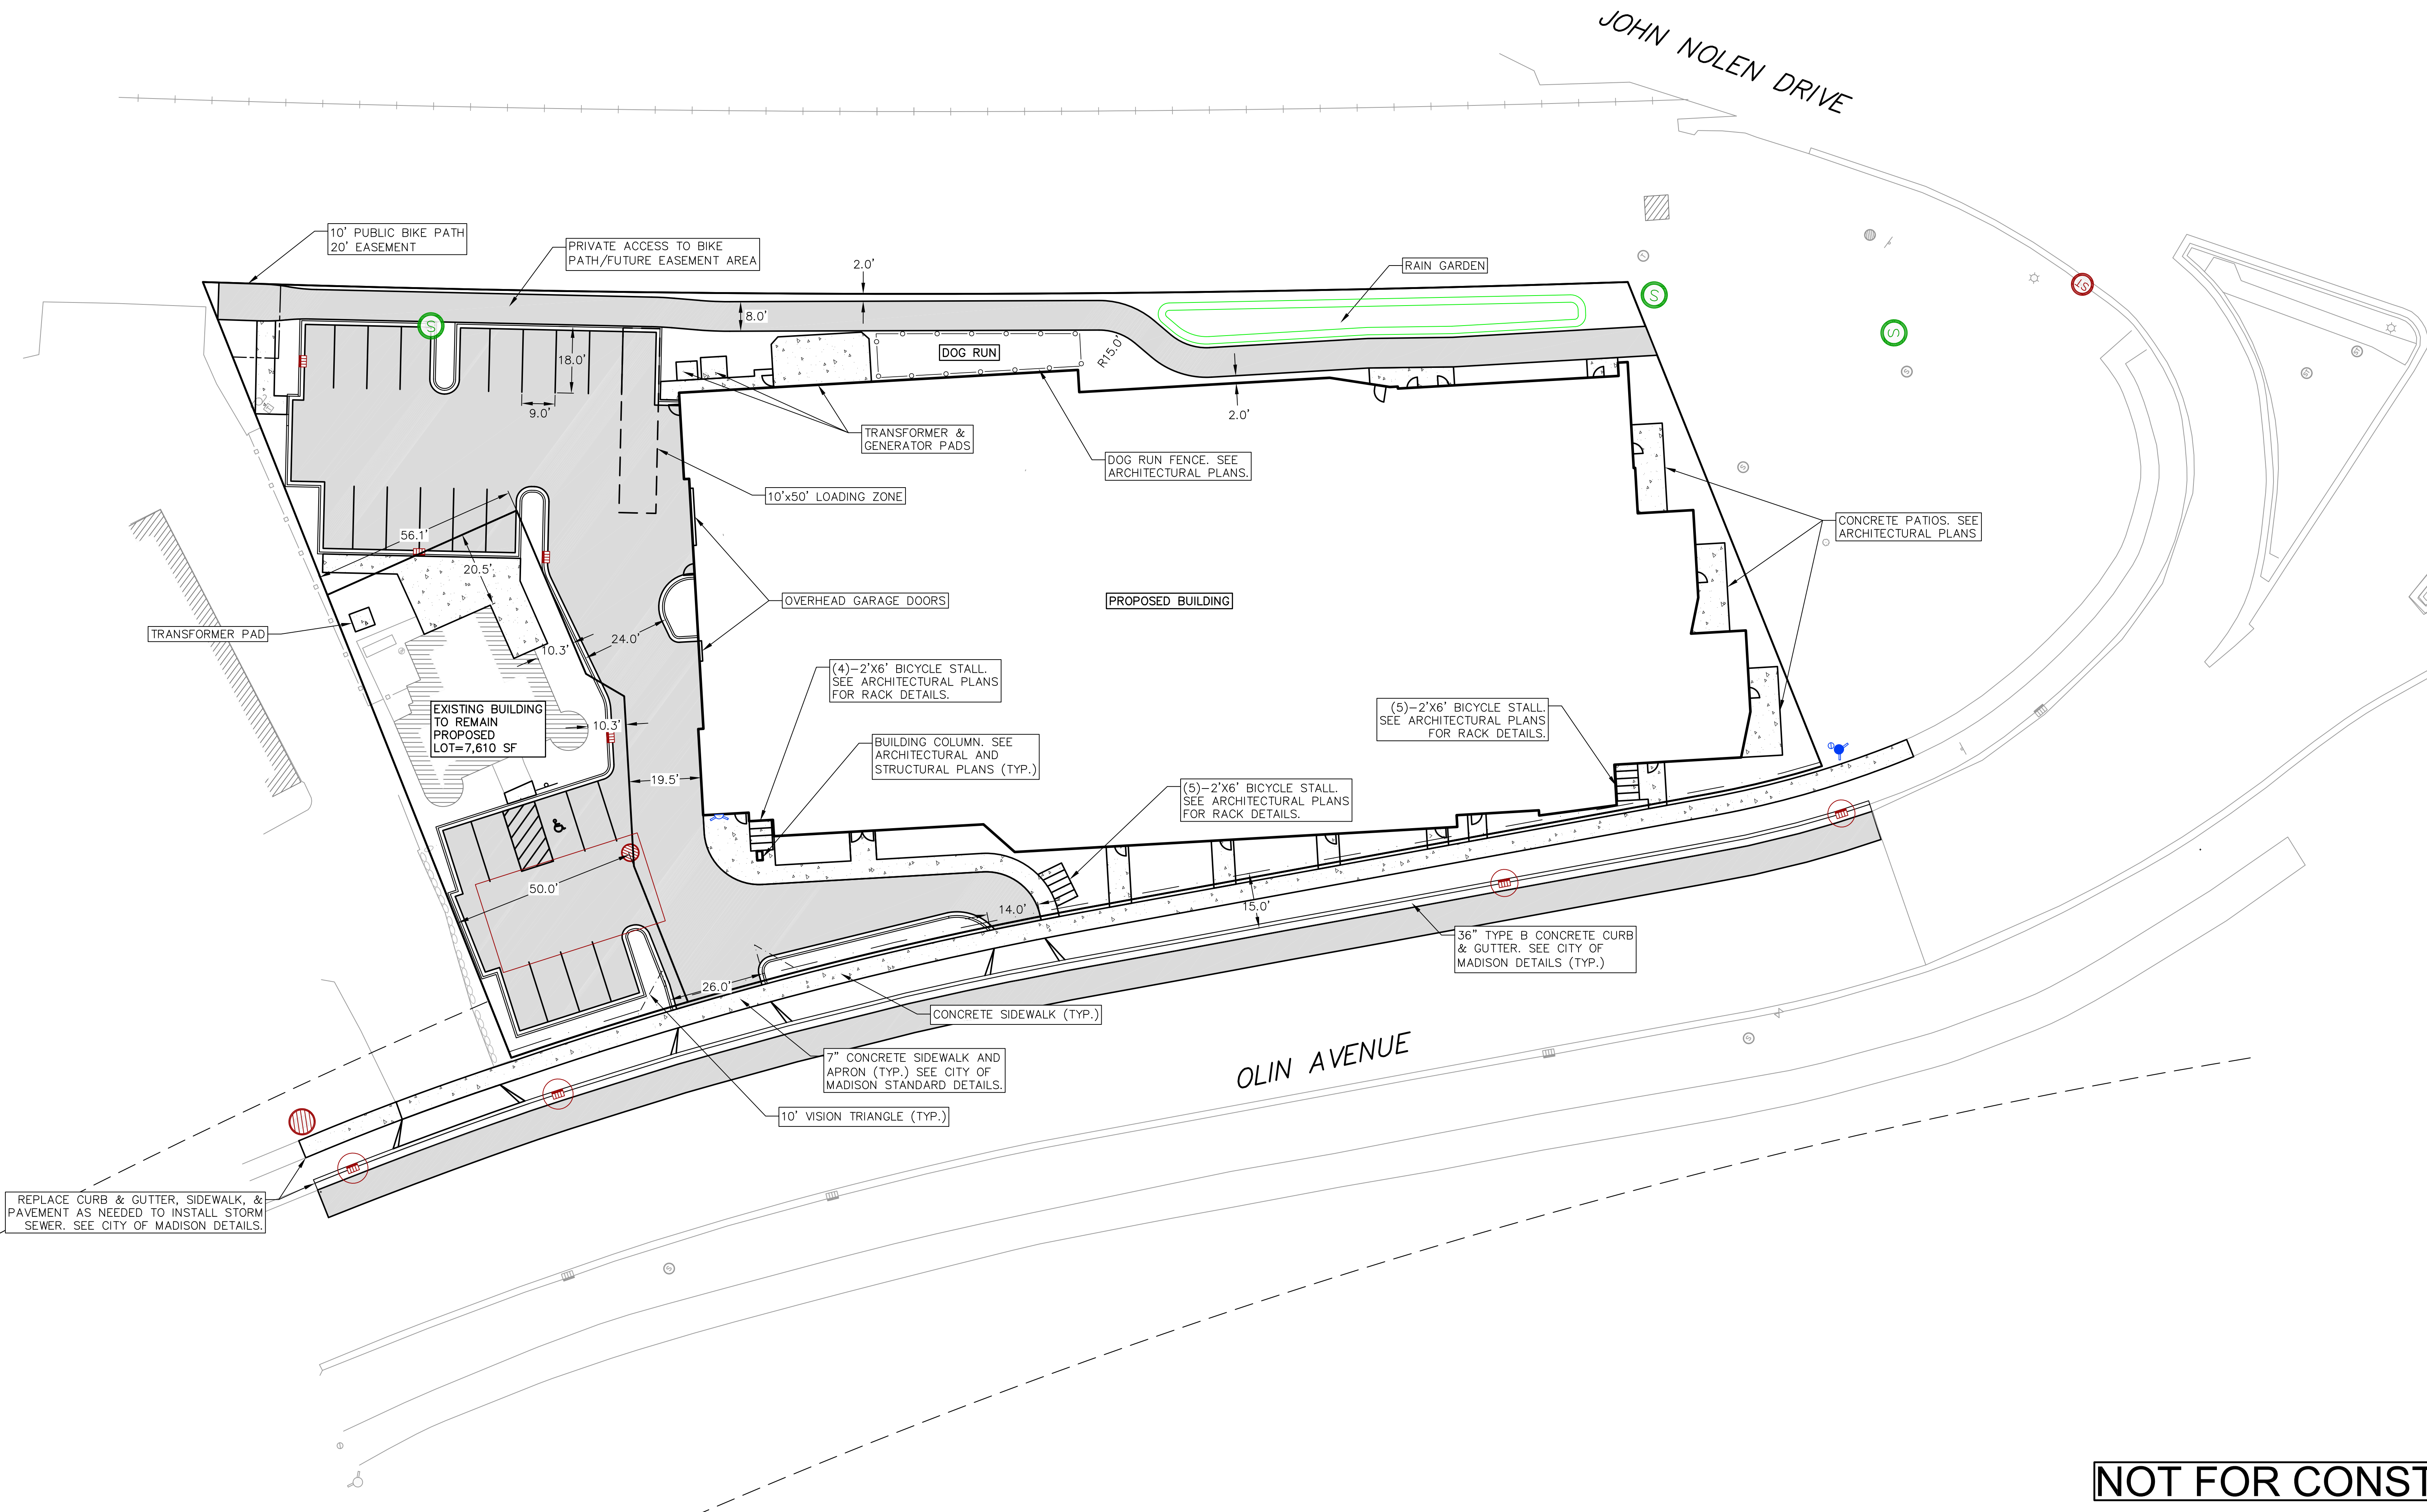 JOHN NOLEN DRIVE
10' PUBLIC BIKE PATH
20' EASEMENT
PRIVATE ACCESS TO BIKE
PATH/FUTURE EASEMENT AREA
2.0'
RAIN GARDEN
8.0'
S
S
S
ST
18.0'
9.0'
DOG RUN
R15.0'
2.0'
TRANSFORMER &
GENERATOR PADS
DOG RUN FENCE. SEE
ARCHITECTURAL PLANS.
10'x50' LOADING ZONE
CONCRETE PATIOS. SEE
ARCHITECTURAL PLANS
56.1'
20.5'
OVERHEAD GARAGE DOORS
PROPOSED BUILDING
TRANSFORMER PAD
24.0'
10.3'
(4)-2'X6' BICYCLE STALL.
SEE ARCHITECTURAL PLANS
FOR RACK DETAILS.
EXISTING BUILDING
TO REMAIN
PROPOSED
LOT=7,610 SF
10.3'
(5)-2'X6' BICYCLE STALL.
SEE ARCHITECTURAL PLANS
FOR RACK DETAILS.
BUILDING COLUMN. SEE
ARCHITECTURAL AND
STRUCTURAL PLANS (TYP.)
19.5'
(5)-2'X6' BICYCLE STALL.
SEE ARCHITECTURAL PLANS
FOR RACK DETAILS.
50.0'
14.0'
15.0'
36" TYPE B CONCRETE CURB
& GUTTER. SEE CITY OF
MADISON DETAILS (TYP.)
26.0'
CONCRETE SIDEWALK (TYP.)
7" CONCRETE SIDEWALK AND
APRON (TYP.) SEE CITY OF
MADISON STANDARD DETAILS.
OLIN AVENUE
10' VISION TRIANGLE (TYP.)
REPLACE CURB & GUTTER, SIDEWALK, &
PAVEMENT AS NEEDED TO INSTALL STORM
SEWER. SEE CITY OF MADISON DETAILS.
NOT FOR CONST